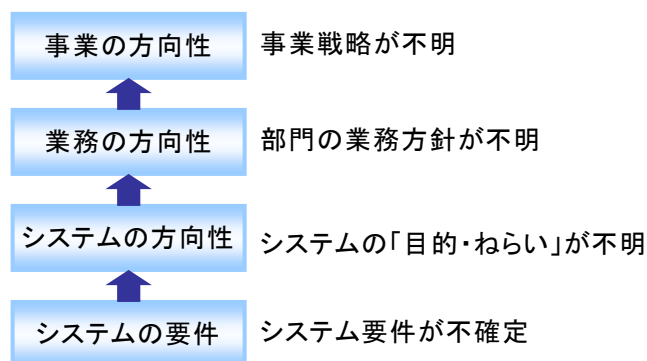 事業の方向性 事業戦略が不明
業務の方向性 部門の業務方針が不明
システムの方向性 システムの｢目的・ねらい｣が不明
システムの要件 システム要件が不確定